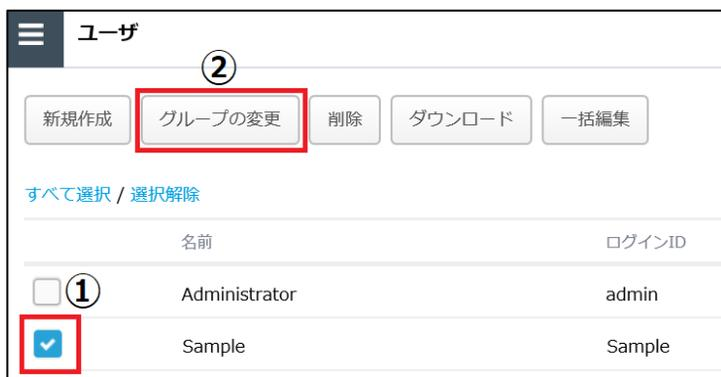 ユーザ
②
新規作成 グループの変更 削除 ダウンロード 一括編集
すべて選択 / 選択解除
名前 ログインID
① Administrator admin
Sample Sample